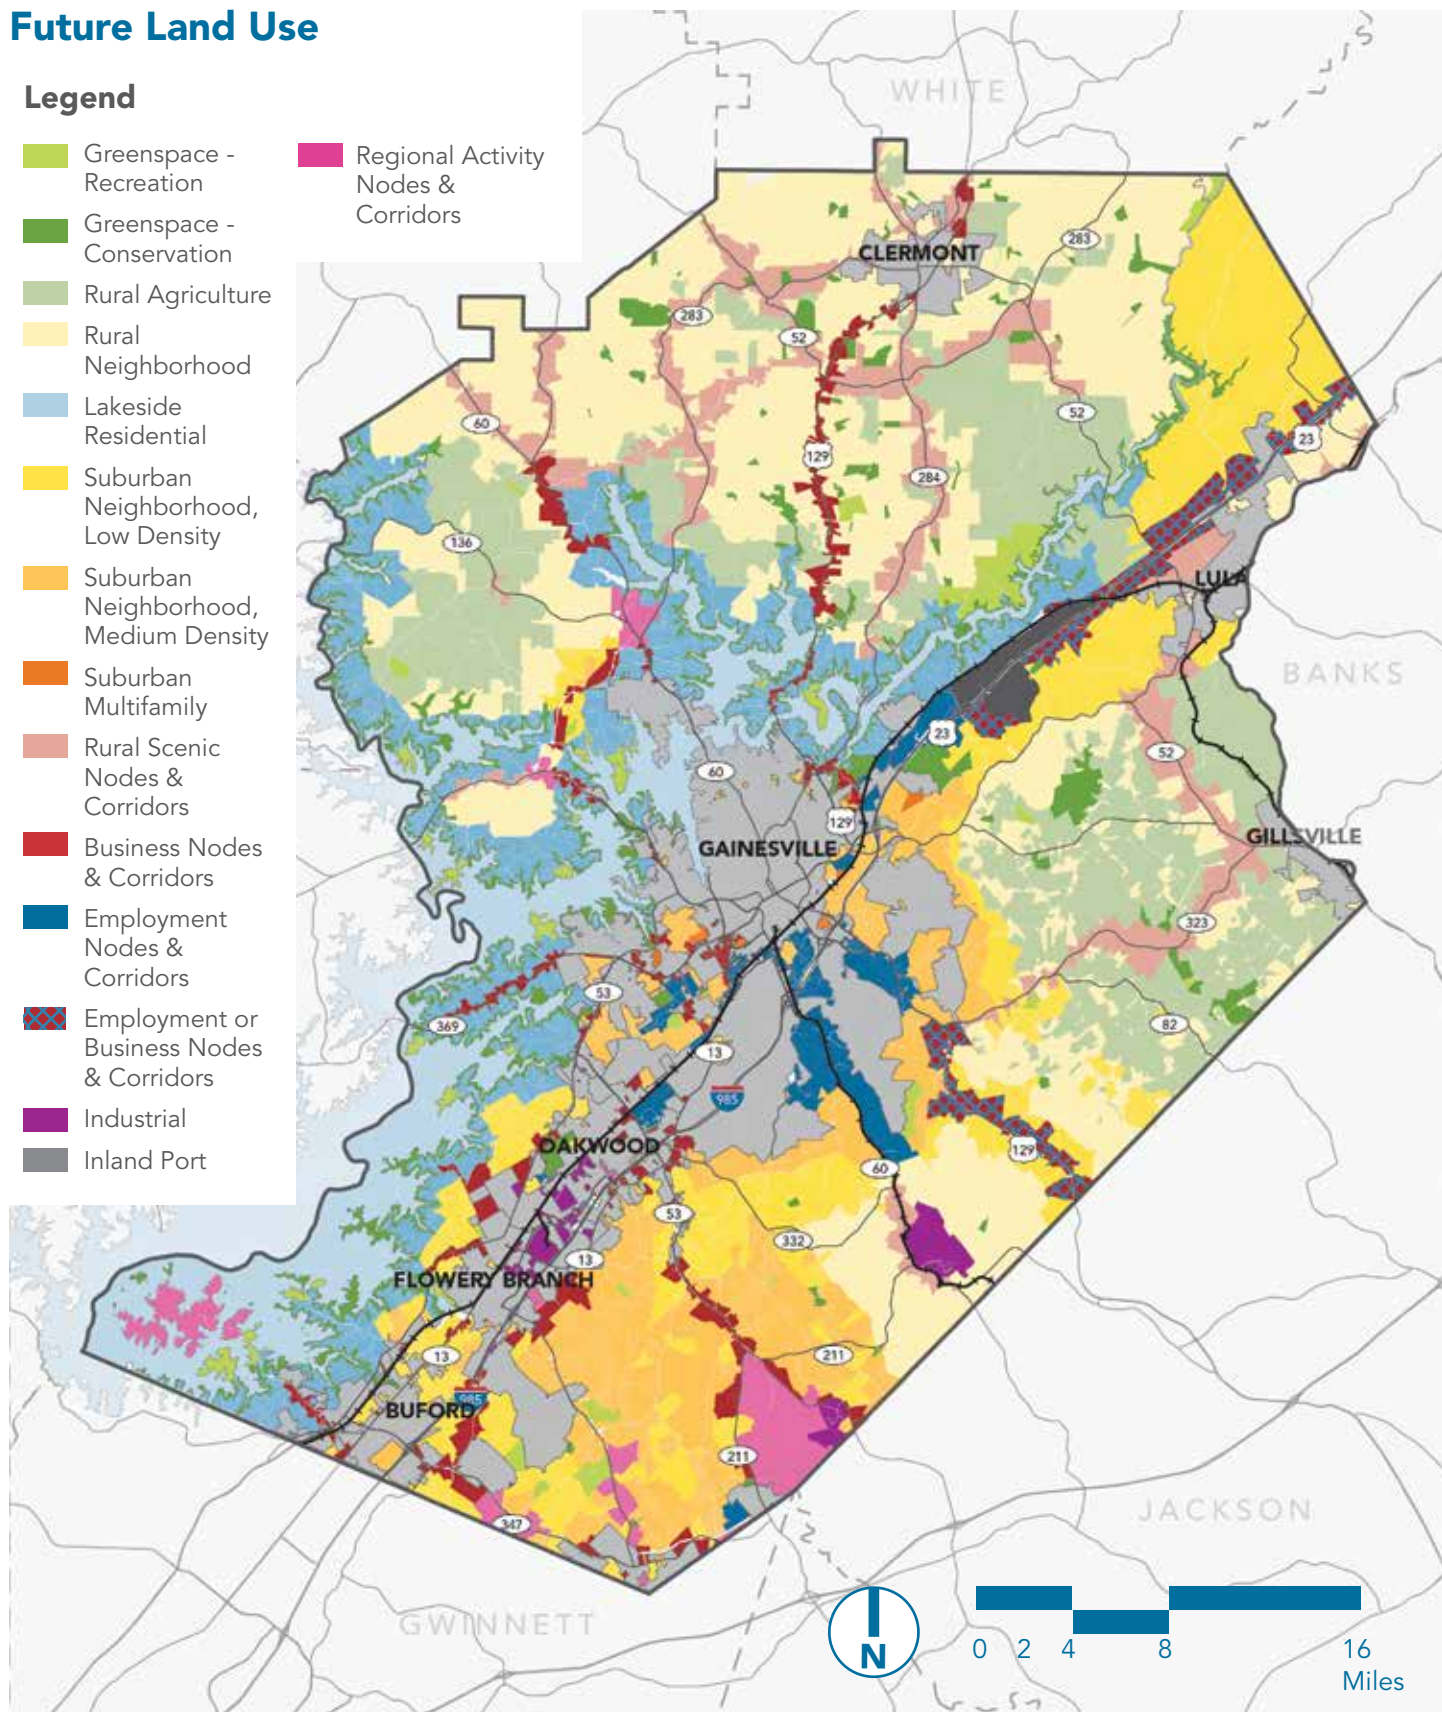 Future Land Use
Legend
Greenspace -
Recreation
Greenspace -
Conservation
Rural Agriculture
Rural
Neighborhood
Lakeside
Residential
Suburban
Neighborhood,
Low Density
Suburban
Neighborhood,
Medium Density
Suburban
Multifamily
Rural Scenic
Nodes &
Corridors
Business Nodes
& Corridors
Employment
Nodes &
Corridors
Employment or
Business Nodes
& Corridors
Industrial
Inland Port
Regional Activity
Nodes &
Corridors
WHITE
CLERMONT
283
283
52
60
52
23
129
284
136
LULA
BANKS
23
52
60
129
GAINESVILLE
GILLSVILLE
323
53
369
82
13
985
OAKWOOD
129
60
53
332
13
FLOWERY BRANCH
13
211
985
BUFORD
211
347
JACKSON
GWINNETT
N
0 2 4 8 16
Miles